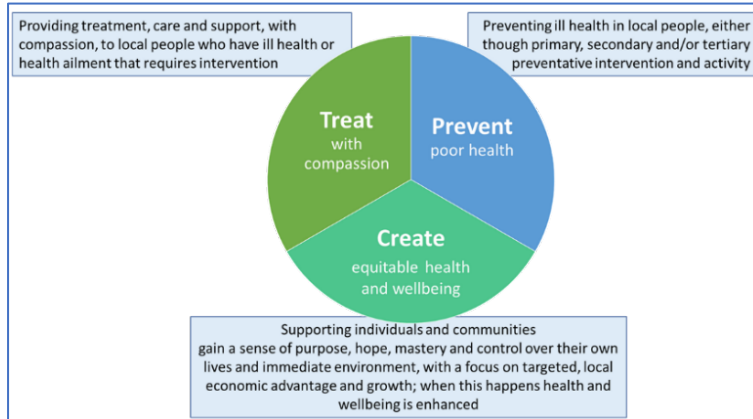 Providing treatment, care and support, with
compassion, to local people who have ill health or
health ailment that requires intervention
Preventing ill health in local people, either
though primary, secondary and/or tertiary
preventative intervention and activity
Treat
with
compassion
Prevent
poor health
Create
equitable health
and wellbeing
Supporting individuals and communities
gain a sense of purpose, hope, mastery and control over their own
lives and immediate environment, with a focus on targeted, local
economic advantage and growth; when this happens health and
wellbeing is enhanced